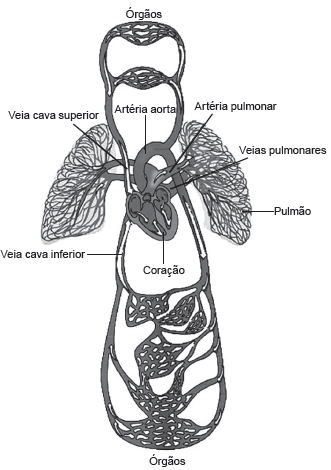 Órgãos
Artéria aorta
Artéria pulmonar
Veia cava superior
Veias pulmonares
Pulmão
Veia cava inferior
Coração
Órgãos